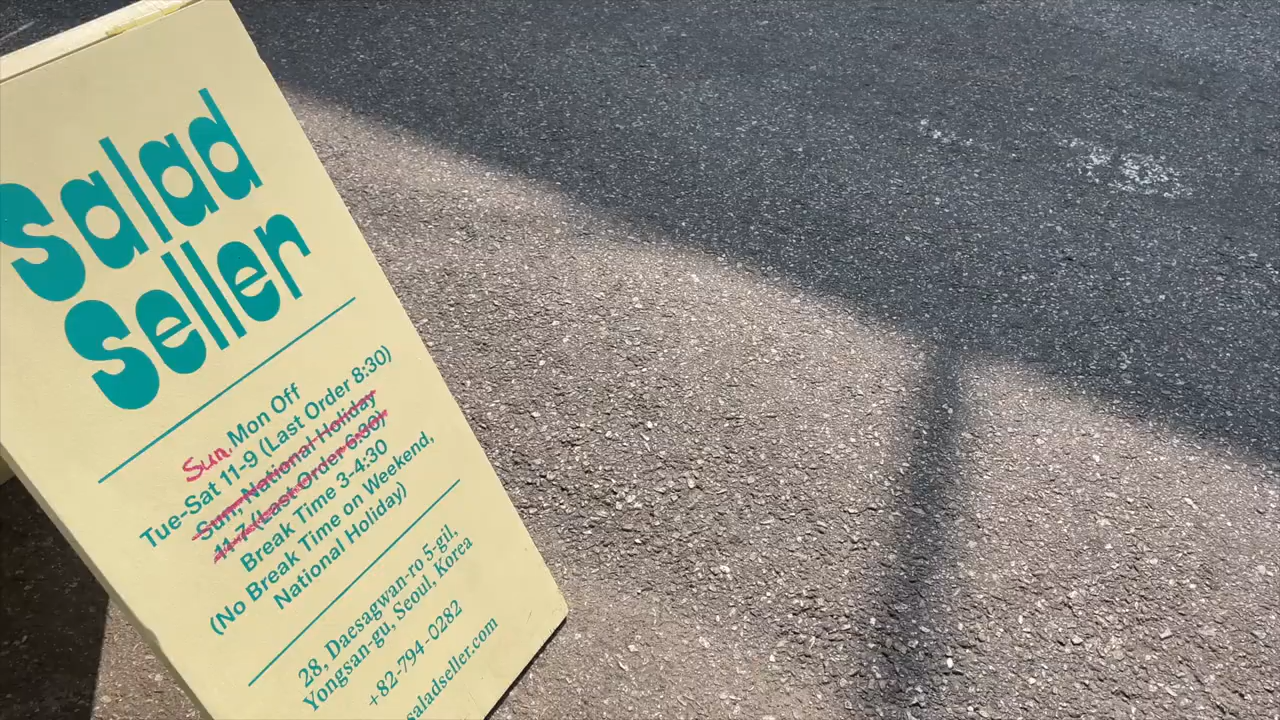 Salad
Seller
Sun. Mon Off
Tue-Sat 11-9 (Last Order 8:30)
Sun, National Holiday
11-7 (Last Order 6:30)
Break Time 3-4:30
(No Break Time on Weekend,
National Holiday)
28, Daesagwan-ro 5-gil,
Yongsan-gu, Seoul, Korea
+82-794-0282
saladseller.com